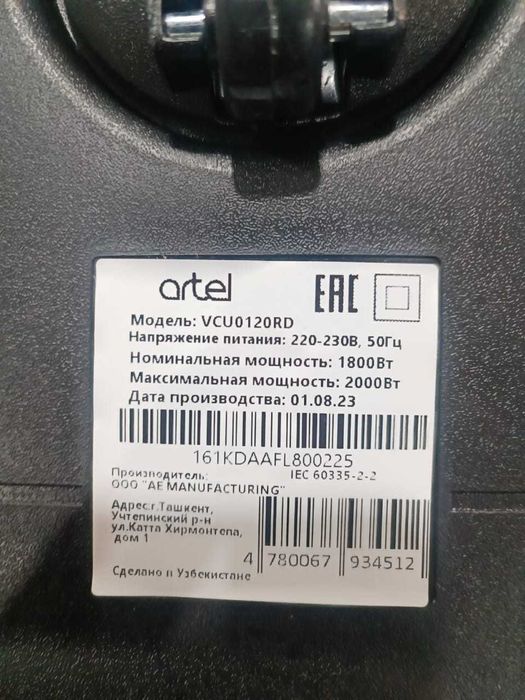 artel EAC
Модель: VCU0120RD
Напряжение питания: 220-230В, 50Гц
Номинальная мощность: 1800Вт
Максимальная мощность: 2000Вт
Дата производства: 01.08.23
161KDAAFL800225
Производитель: IEC 60335-2-2
ООО "AE MANUFACTURING"
Адрес:г.Ташкент,
Учтепинский р-н
ул.Катта Хирмонтепа,
дом 1
4 780067 934512
Сделано в Узбекистане